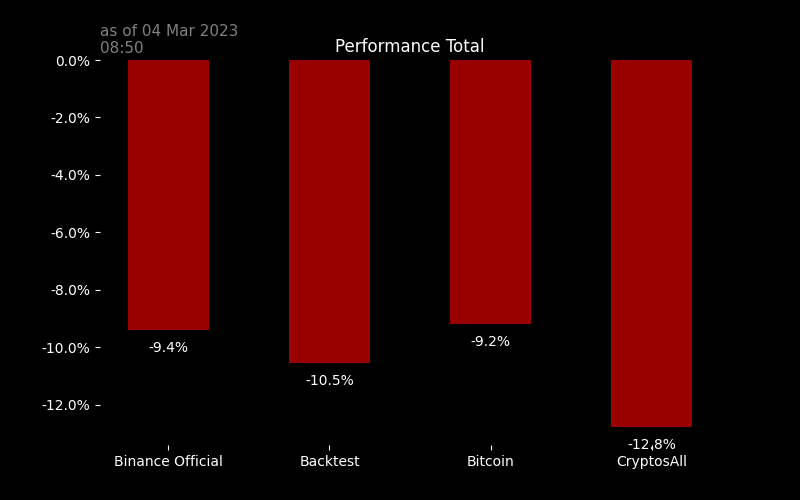 as of 04 Mar 2023
08:50
Performance Total
0.0%
-2.0%
-4.0%
-6.0%
-8.0%
-10.0%
-12.0%
-9.4%
-10.5%
-9.2%
-12.8%
Binance Official
Backtest
Bitcoin
CryptosAll